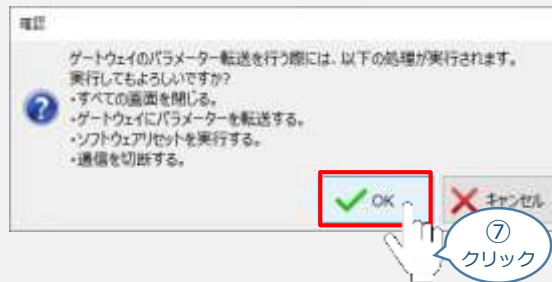 確認
ゲートウェイのパラメーター転送を行う際には、以下の処理が実行されます。
実行してもよろしいですか?
・すべての画面を閉じる。
・ゲートウェイにパラメーターを転送する。
・ソフトウェアリセットを実行する。
・通信を切断する。
OK
キャンセル
⑦
クリック